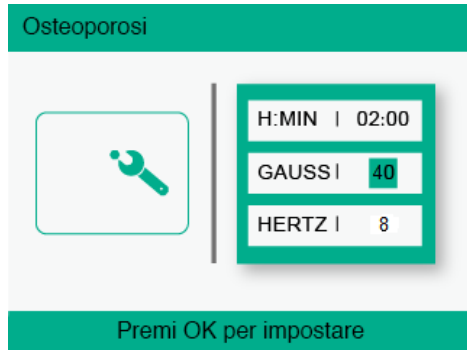 Osteoporosi
H:MIN | 02:00
GAUSS | 40
HERTZ | 8
Premi OK per impostare